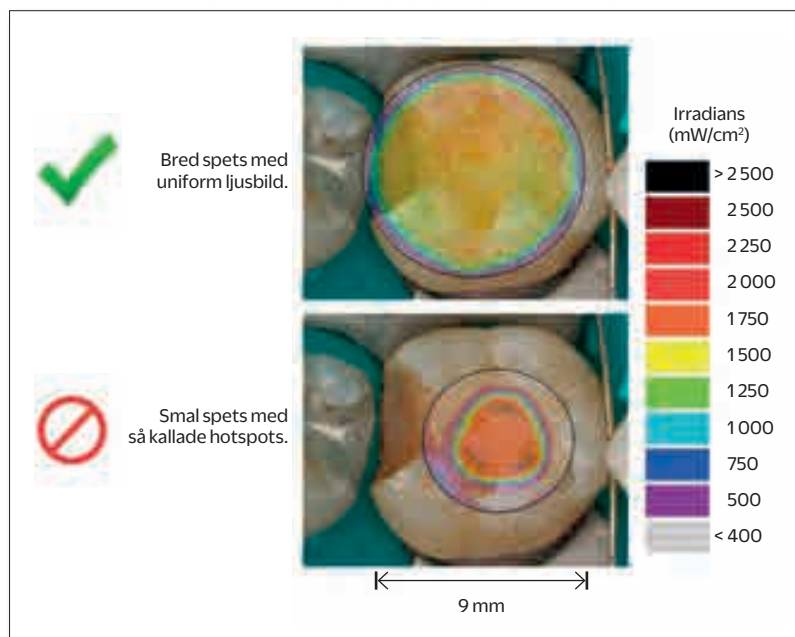 Bred spets med
uniform ljusbild.
Smal spets med
så kallade hotspots.
Irradians
(mW/cm²)
> 2 500
2 500
2 250
2 000
1 750
1 500
1 250
1 000
750
500
< 400
9 mm